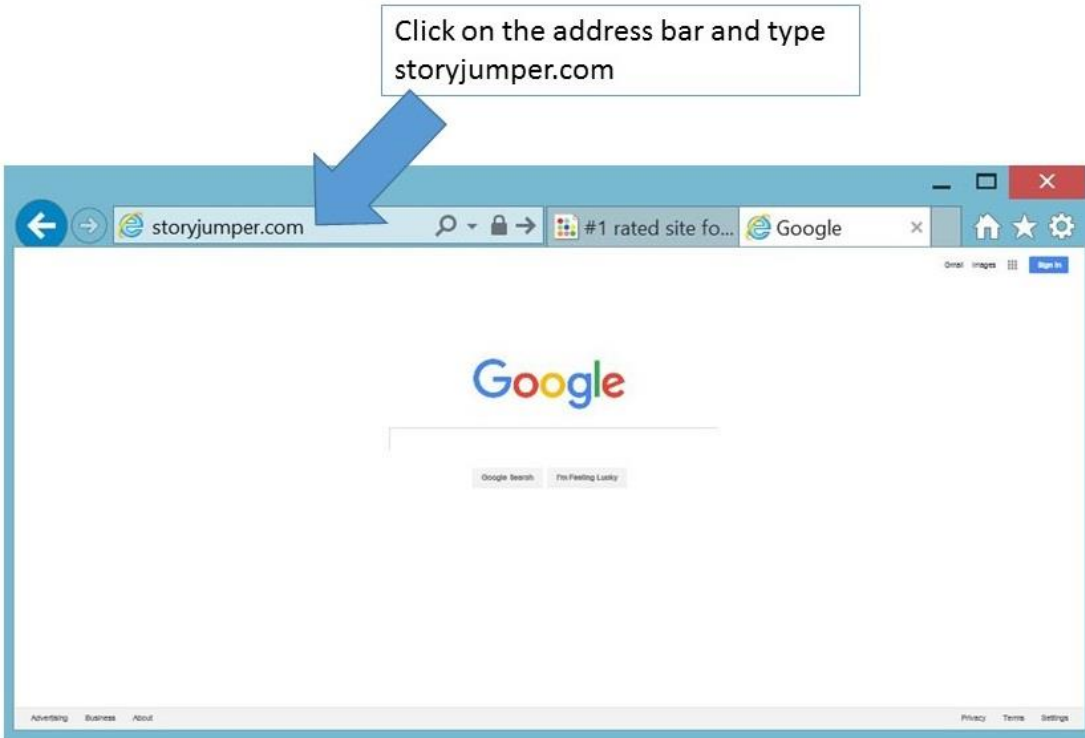 Click on the address bar and type
storyjumper.com
storyjumper.com
#1 rated site fo...
Google
Gmail Images Sign in
Google
Google Search I'm Feeling Lucky
Advertising Business About Privacy Terms Settings